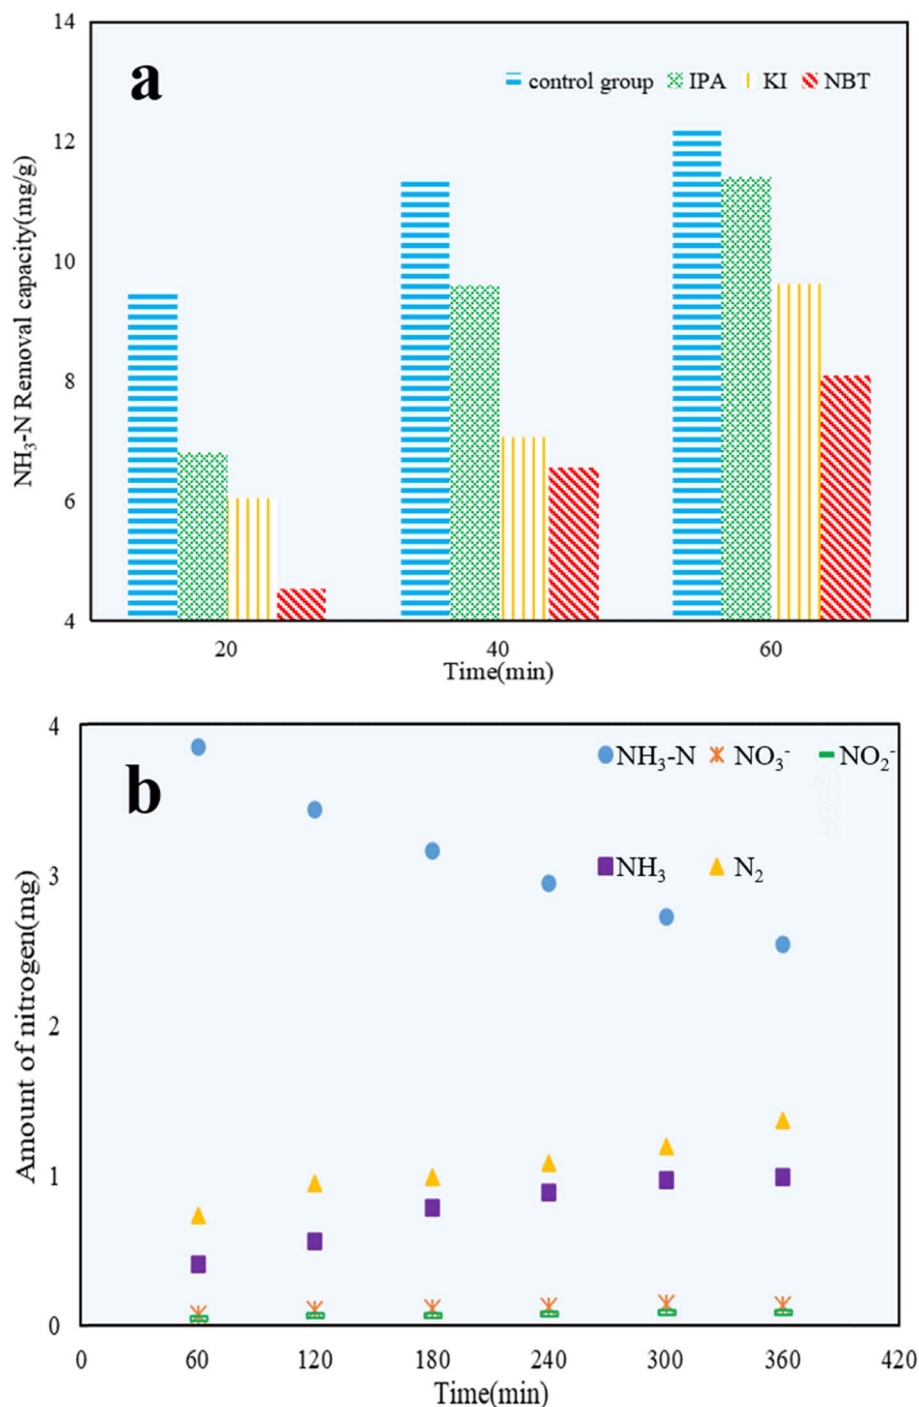 14
a
control group IPA KI NBT
12
10
8
6
4
NH₃-N Removal capacity(mg/g)
20 40 60
Time(min)
4
b
NH₃-N NO₃⁻ NO₂⁻
NH₃ N₂
3
2
1
0
Amount of nitrogen(mg)
0 60 120 180 240 300 360 420
Time(min)